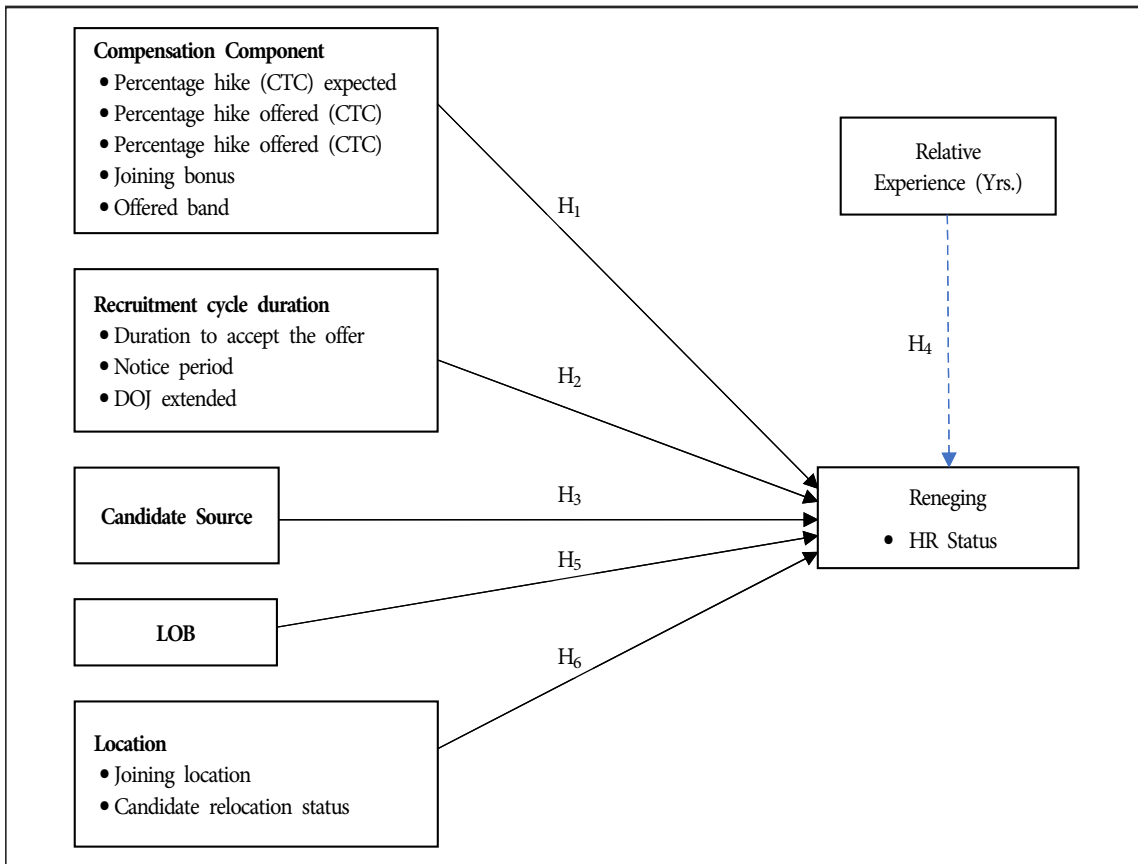 Compensation Component
• Percentage hike (CTC) expected
• Percentage hike offered (CTC)
• Percentage hike offered (CTC)
• Joining bonus
• Offered band
Recruitment cycle duration
• Duration to accept the offer
• Notice period
• DOJ extended
Candidate Source
LOB
Location
• Joining location
• Candidate relocation status
H₁
H₂
H₃
H₅
H₆
Relative
Experience (Yrs.)
H₄
Reneging
• HR Status